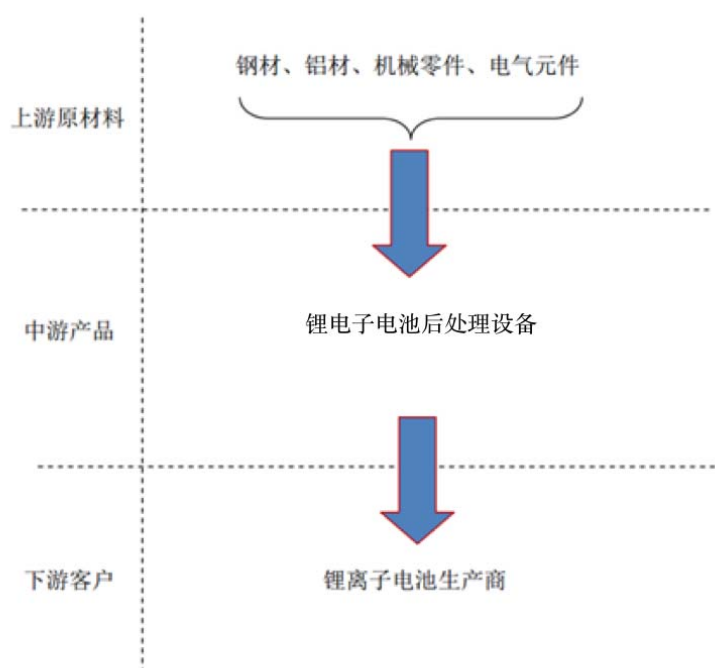 钢材、铝材、机械零件、电气元件
上游原材料
中游产品
锂电子电池后处理设备
下游客户
锂离子电池生产商